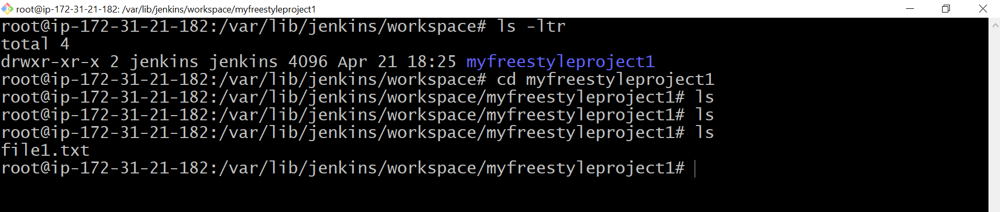 root@ip-172-31-21-182: /var/lib/jenkins/workspace/myfreestyleproject1
root@ip-172-31-21-182:/var/lib/jenkins/workspace# ls -ltr
total 4
drwxr-xr-x 2 jenkins jenkins 4096 Apr 21 18:25 myfreestyleproject1
root@ip-172-31-21-182:/var/lib/jenkins/workspace# cd myfreestyleproject1
root@ip-172-31-21-182:/var/lib/jenkins/workspace/myfreestyleproject1# ls
root@ip-172-31-21-182:/var/lib/jenkins/workspace/myfreestyleproject1# ls
root@ip-172-31-21-182:/var/lib/jenkins/workspace/myfreestyleproject1# ls
file1.txt
root@ip-172-31-21-182:/var/lib/jenkins/workspace/myfreestyleproject1#